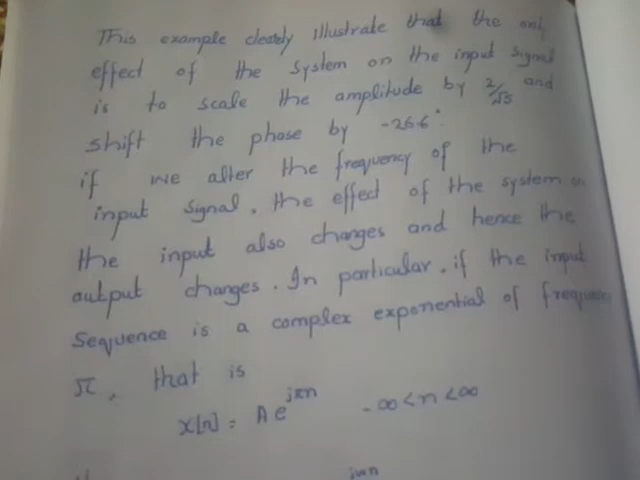 This example clearly illustrate that the only
effect of the system on the input signal
is to scale the amplitude by 2/√5 and
shift the phase by -26.6°.
if we alter the frequency of the
input signal, the effect of the system on
the input also changes and hence the
output changes. In particular, if the input
Sequence is a complex exponential of frequency
π, that is
x[n] = A e^{jπn} -∞<n<∞